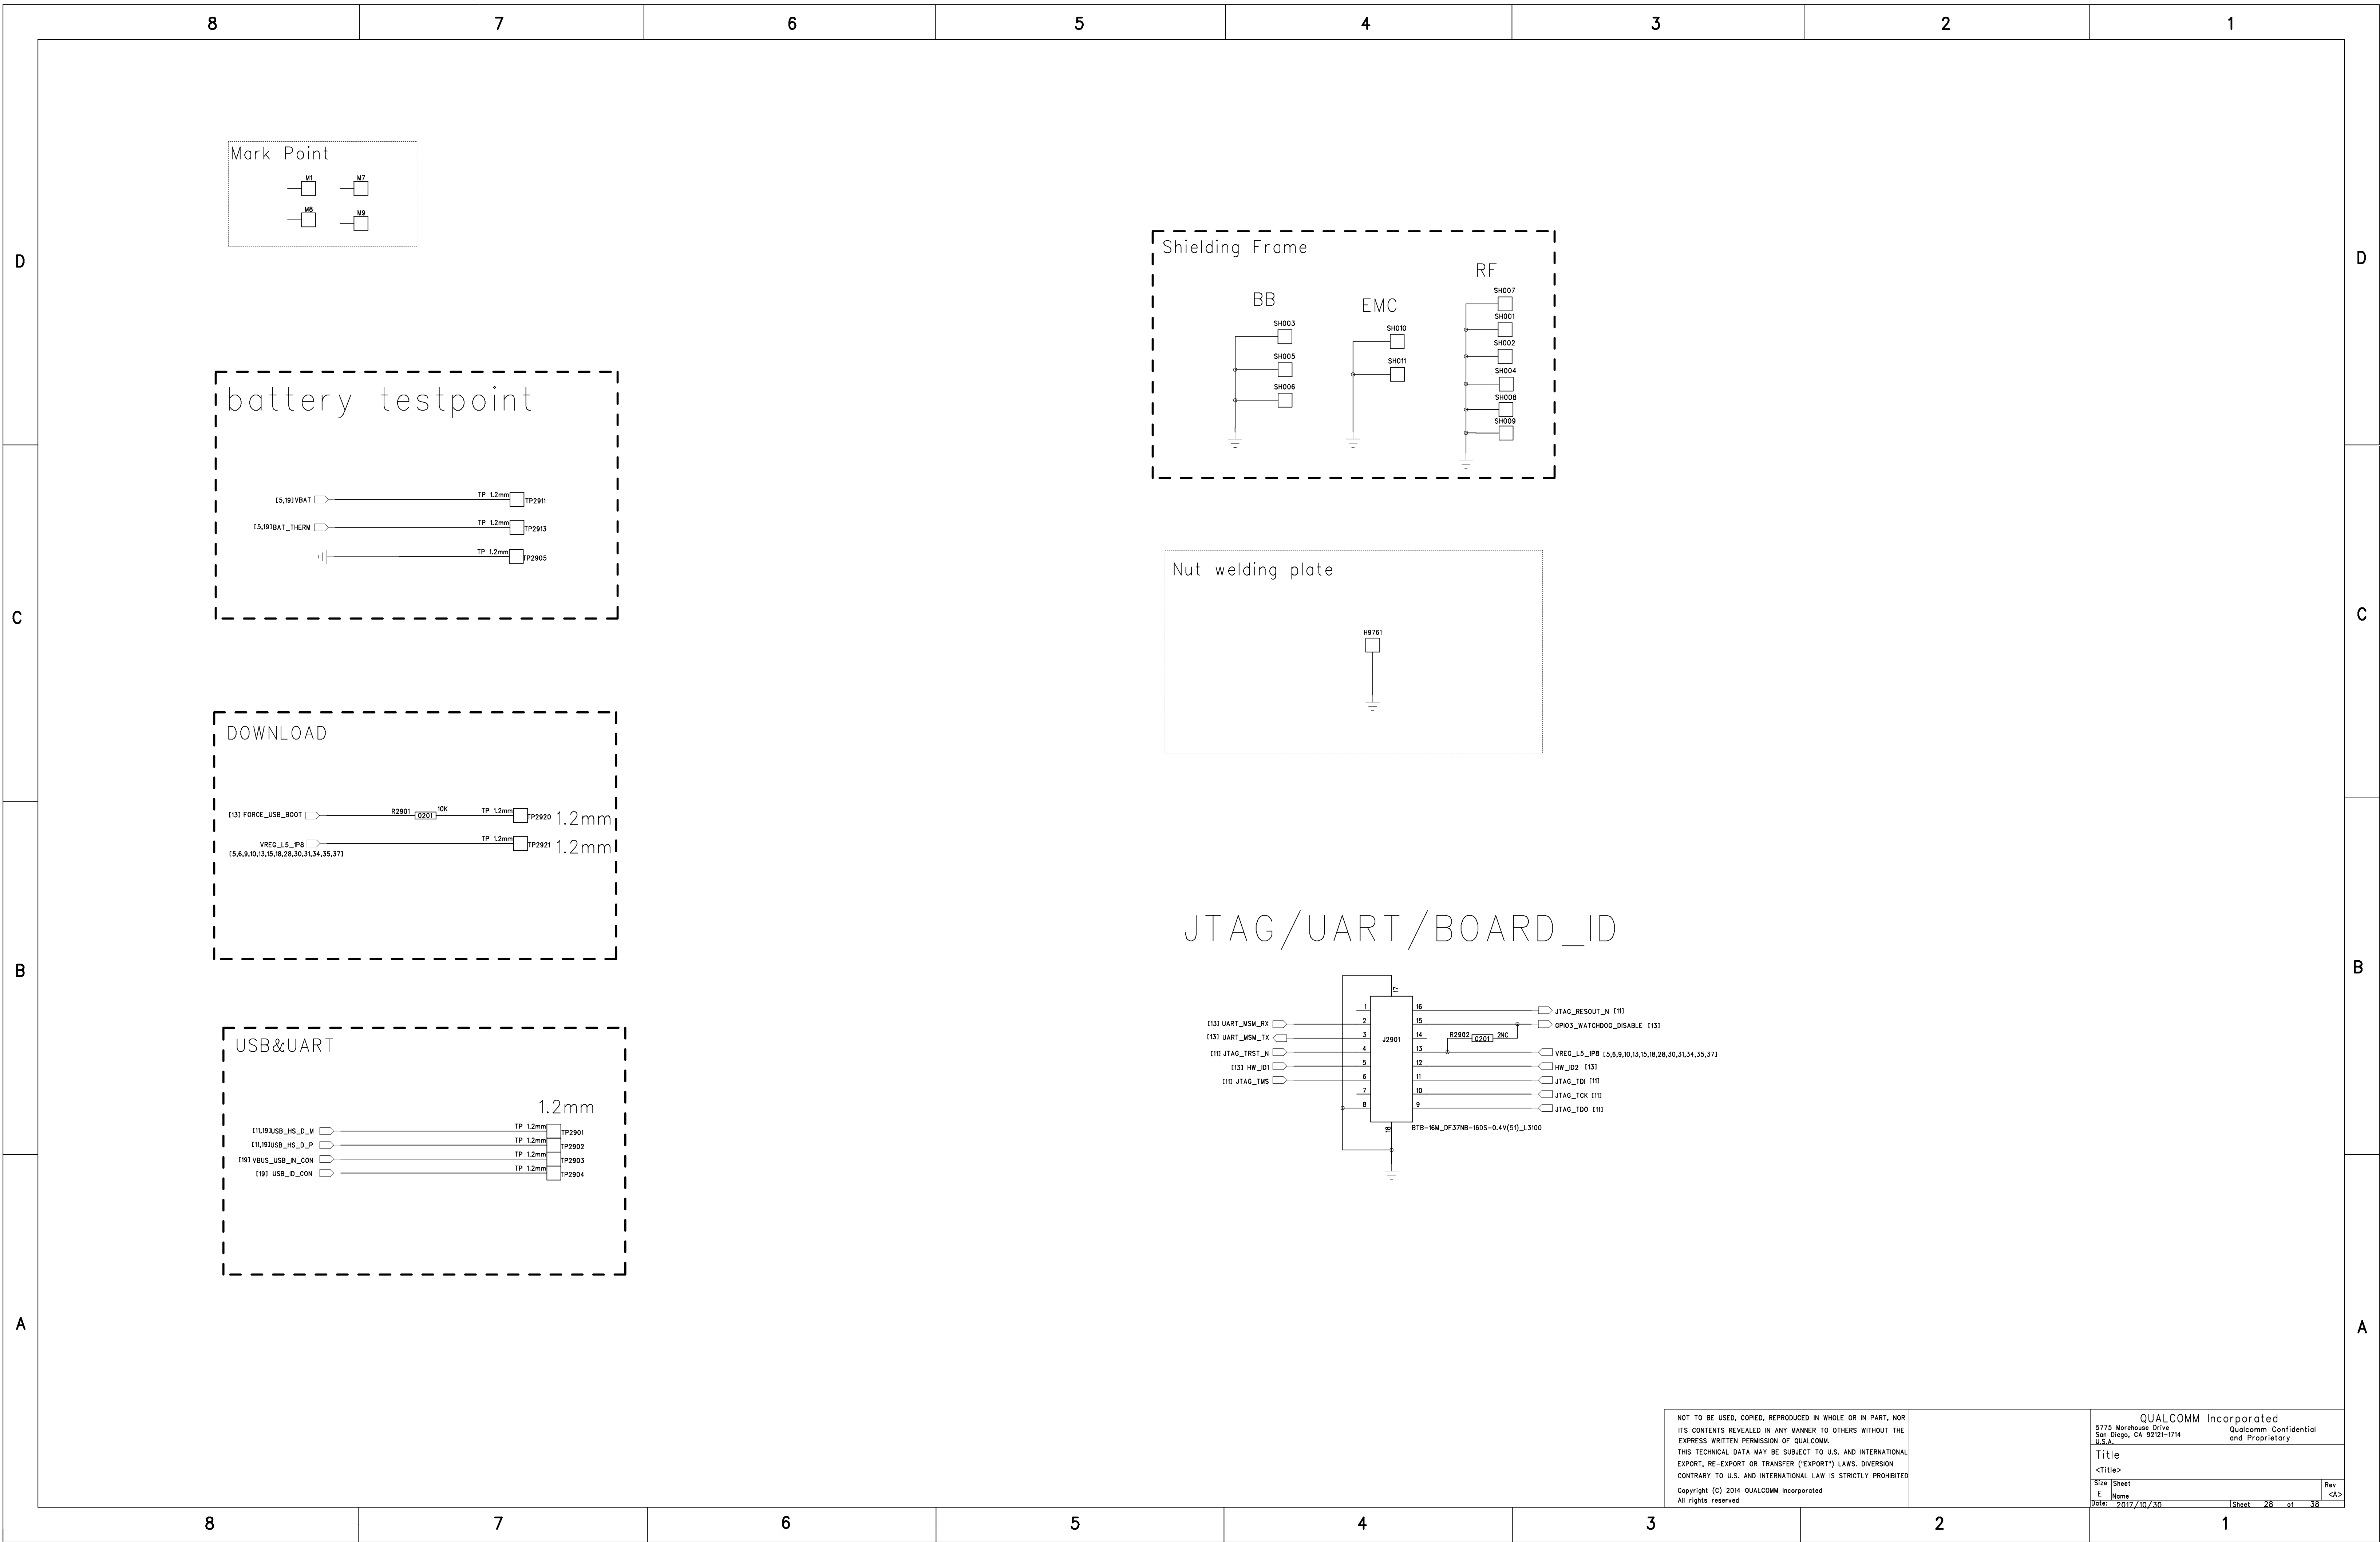 8 7 6 5 4 3 2 1
Mark Point
M1 M7
M8 M9
D
D
battery testpoint
[5,19]VBAT TP 1.2mm TP2911
[5,19]BAT_THERM TP 1.2mm TP2913
TP 1.2mm TP2905
Shielding Frame
BB
SH003
SH005
SH006
EMC
SH010
SH011
RF
SH007
SH001
SH002
SH004
SH008
SH009
C
C
Nut welding plate
H9761
DOWNLOAD
[13] FORCE_USB_BOOT R2901 0201 10K TP 1.2mm TP2920 1.2mm
VREG_L5_1P8 TP 1.2mm TP2921 1.2mm
[5,6,9,10,13,15,18,28,30,31,34,35,37]
B
B
USB&UART
1.2mm
[11,19]USB_HS_D_M TP 1.2mm TP2901
[11,19]USB_HS_D_P TP 1.2mm TP2902
[19] VBUS_USB_IN_CON TP 1.2mm TP2903
[19] USB_ID_CON TP 1.2mm TP2904
JTAG/UART/BOARD_ID
17
1 16 JTAG_RESOUT_N [11]
[13] UART_MSM_RX 2 15 GPIO3_WATCHDOG_DISABLE [13]
[13] UART_MSM_TX 3 J2901 14 R2902 0201 2NC
[11] JTAG_TRST_N 4 13 VREG_L5_1P8 [5,6,9,10,13,15,18,28,30,31,34,35,37]
[13] HW_ID1 5 12 HW_ID2 [13]
[11] JTAG_TMS 6 11 JTAG_TDI [11]
7 10 JTAG_TCK [11]
8 9 JTAG_TDO [11]
18
BTB-16M_DF37NB-16DS-0.4V(51)_L3100
A
A
NOT TO BE USED, COPIED, REPRODUCED IN WHOLE OR IN PART, NOR
ITS CONTENTS REVEALED IN ANY MANNER TO OTHERS WITHOUT THE
EXPRESS WRITTEN PERMISSION OF QUALCOMM.
THIS TECHNICAL DATA MAY BE SUBJECT TO U.S. AND INTERNATIONAL
EXPORT, RE-EXPORT OR TRANSFER ("EXPORT") LAWS. DIVERSION
CONTRARY TO U.S. AND INTERNATIONAL LAW IS STRICTLY PROHIBITED
Copyright (C) 2014 QUALCOMM Incorporated
All rights reserved
QUALCOMM Incorporated
5775 Morehouse Drive
San Diego, CA 92121-1714
U.S.A.
Qualcomm Confidential
and Proprietary
Title
<Title>
Size Sheet Rev
E Name <A>
Date: 2017/10/30 Sheet 28 of 38
8 7 6 5 4 3 2 1